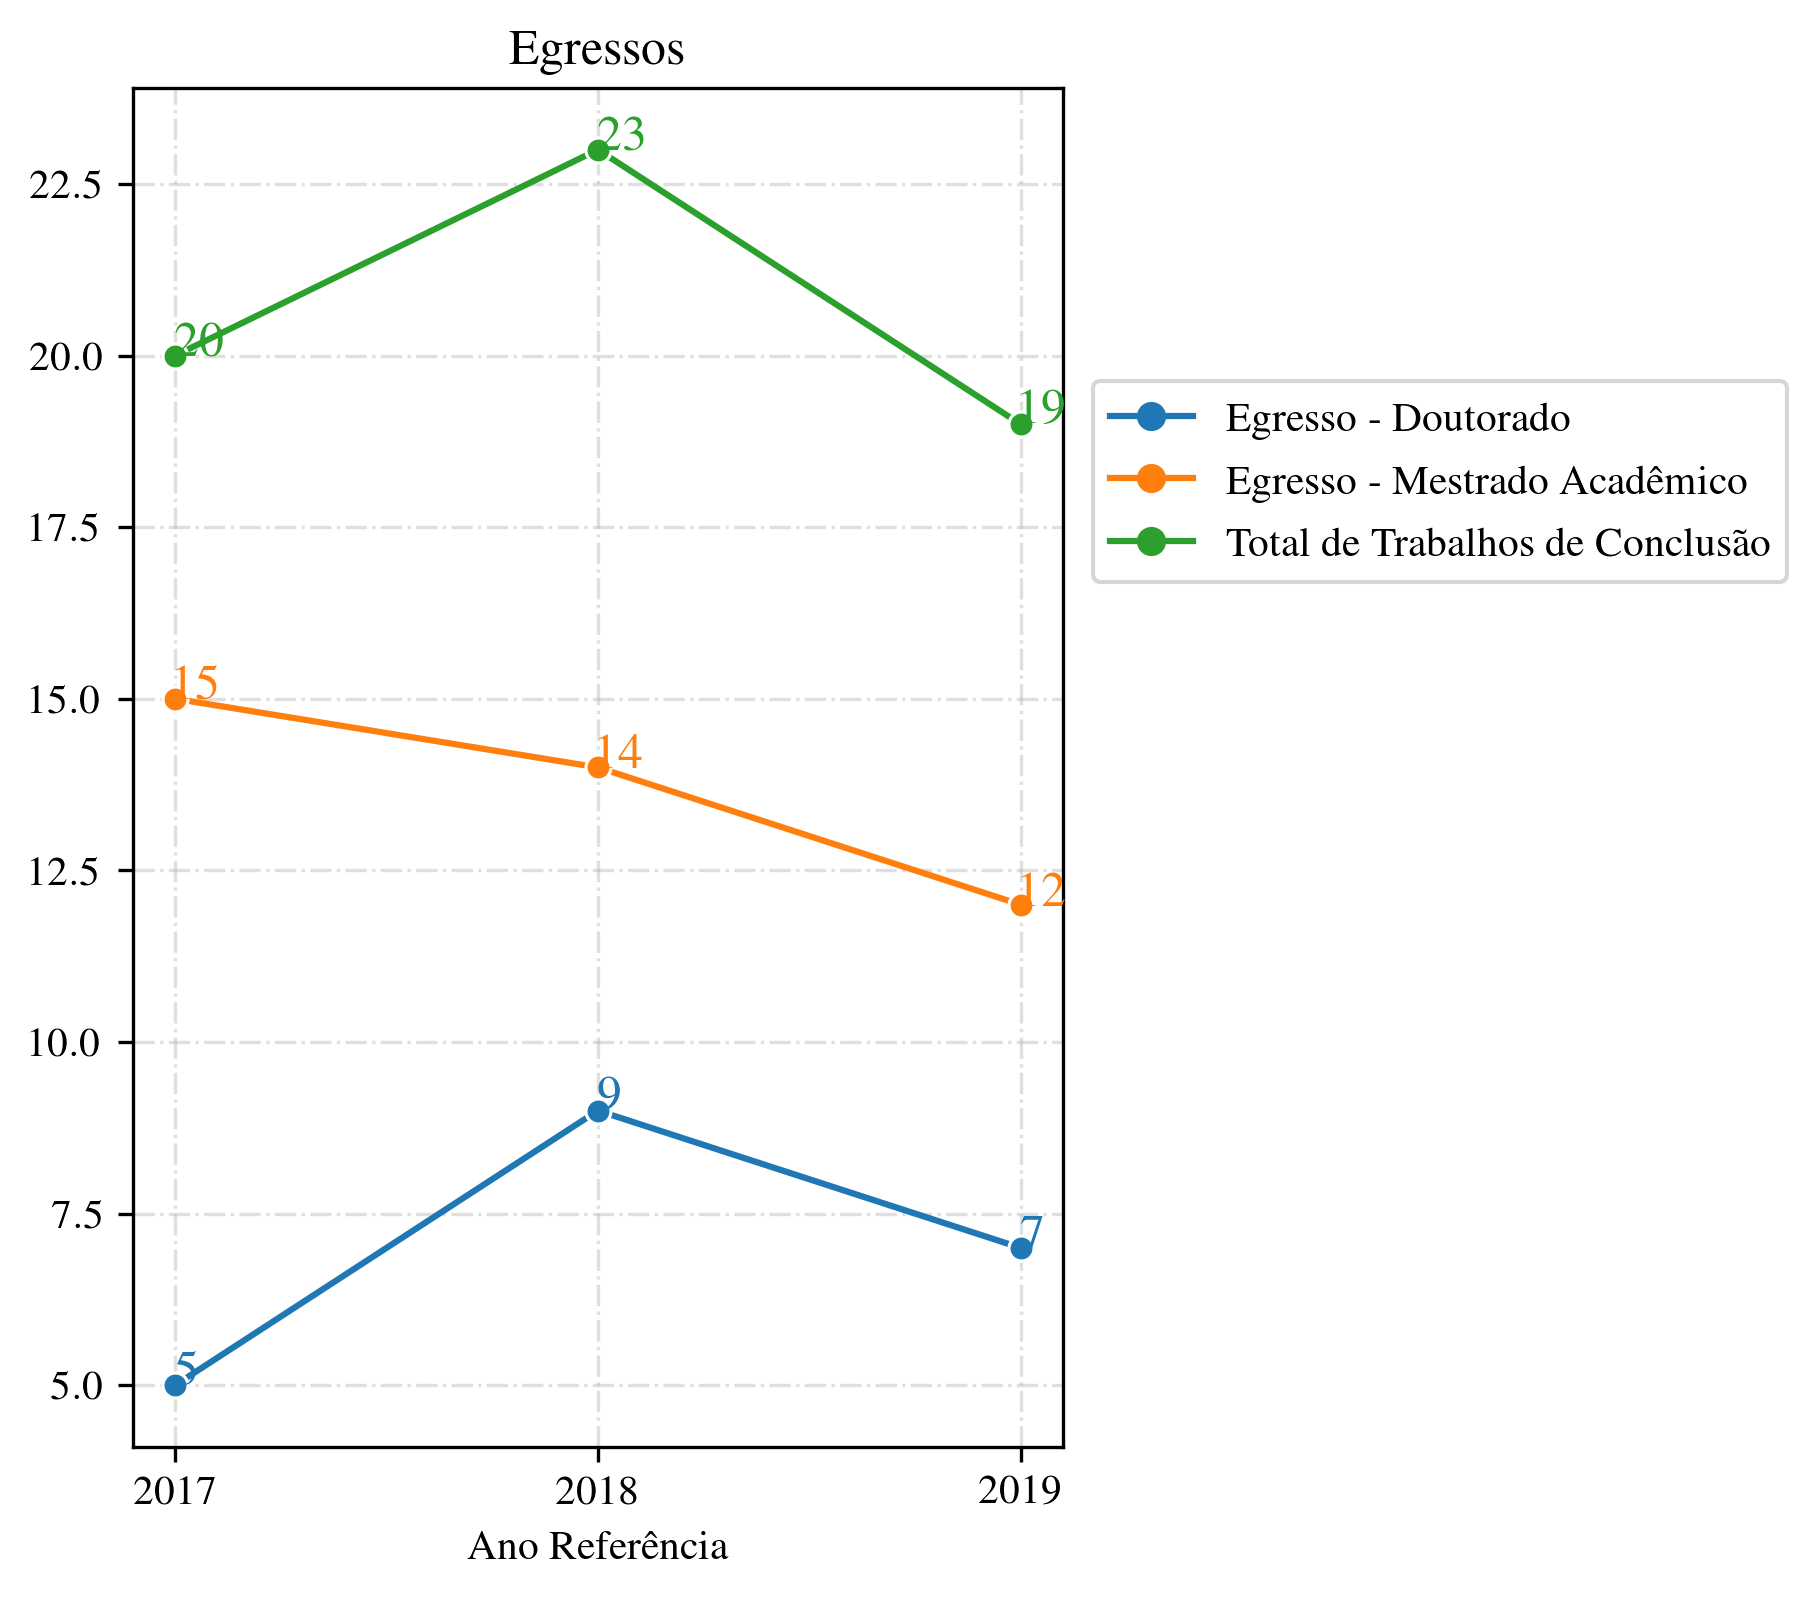 Egressos
22.5
20.0
17.5
15.0
12.5
10.0
7.5
5.0
23
20
19
15
14
12
9
7
5
2017 2018 2019
Ano Referência
Egresso - Doutorado
Egresso - Mestrado Acadêmico
Total de Trabalhos de Conclusão